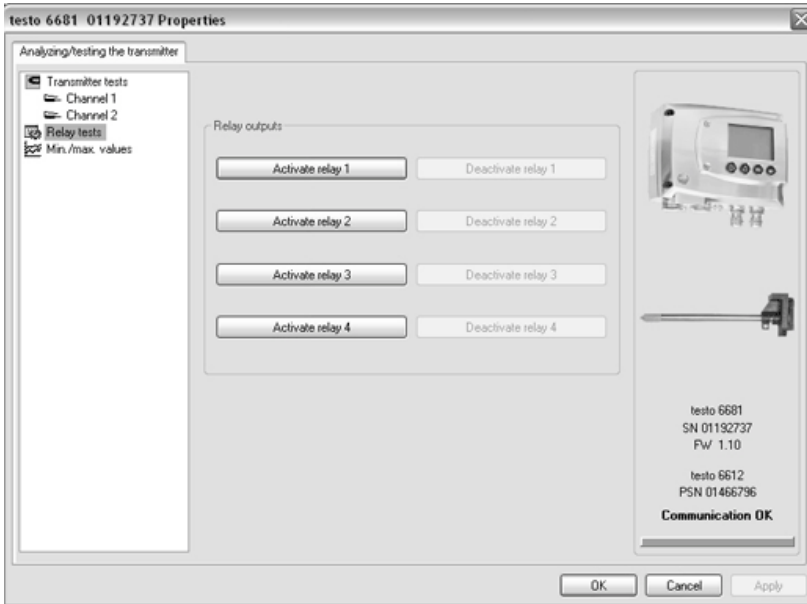 testo 6681 01192737 Properties
Analyzing/testing the transmitter
Transmitter tests
Channel 1
Channel 2
Relay tests
Min./max. values
Relay outputs
Activate relay 1 Deactivate relay 1
Activate relay 2 Deactivate relay 2
Activate relay 3 Deactivate relay 3
Activate relay 4 Deactivate relay 4
testo 6681
SN 01192737
FW 1.10
testo 6612
PSN 01466796
Communication OK
OK Cancel Apply